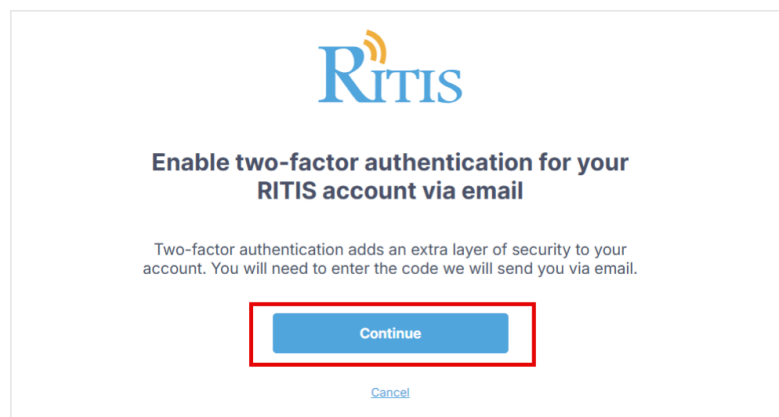 RITIS
Enable two-factor authentication for your
RITIS account via email
Two-factor authentication adds an extra layer of security to your
account. You will need to enter the code we will send you via email.
Continue
Cancel